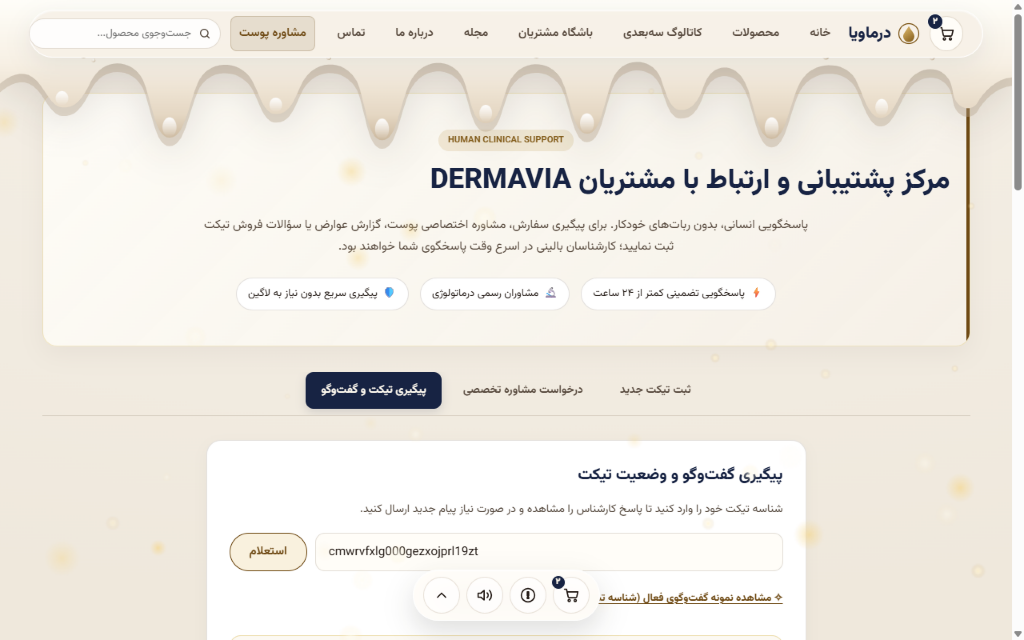 ۲
درماویا
خانه
محصولات
کاتالوگ سه‌بعدی
باشگاه مشتریان
مجله
درباره ما
تماس
مشاوره پوست
جست‌وجوی محصول...
HUMAN CLINICAL SUPPORT
مرکز پشتیبانی و ارتباط با مشتریان DERMAVIA
پاسخگویی انسانی، بدون ربات‌های خودکار. برای پیگیری سفارش، مشاوره اختصاصی پوست، گزارش عوارض یا سؤالات فروش تیکت
ثبت نمایید؛ کارشناسان بالینی در اسرع وقت پاسخگوی شما خواهند بود.
پاسخگویی تضمینی کمتر از ۲۴ ساعت
مشاوران رسمی درماتولوژی
پیگیری سریع بدون نیاز به لاگین
ثبت تیکت جدید
درخواست مشاوره تخصصی
پیگیری تیکت و گفت‌وگو
پیگیری گفت‌وگو و وضعیت تیکت
شناسه تیکت خود را وارد کنید تا پاسخ کارشناس را مشاهده و در صورت نیاز پیام جدید ارسال کنید.
cmwrvfxlg000gezxojprl19zt
استعلام
✧ مشاهده نمونه گفت‌وگوی فعال (شناسه
۲